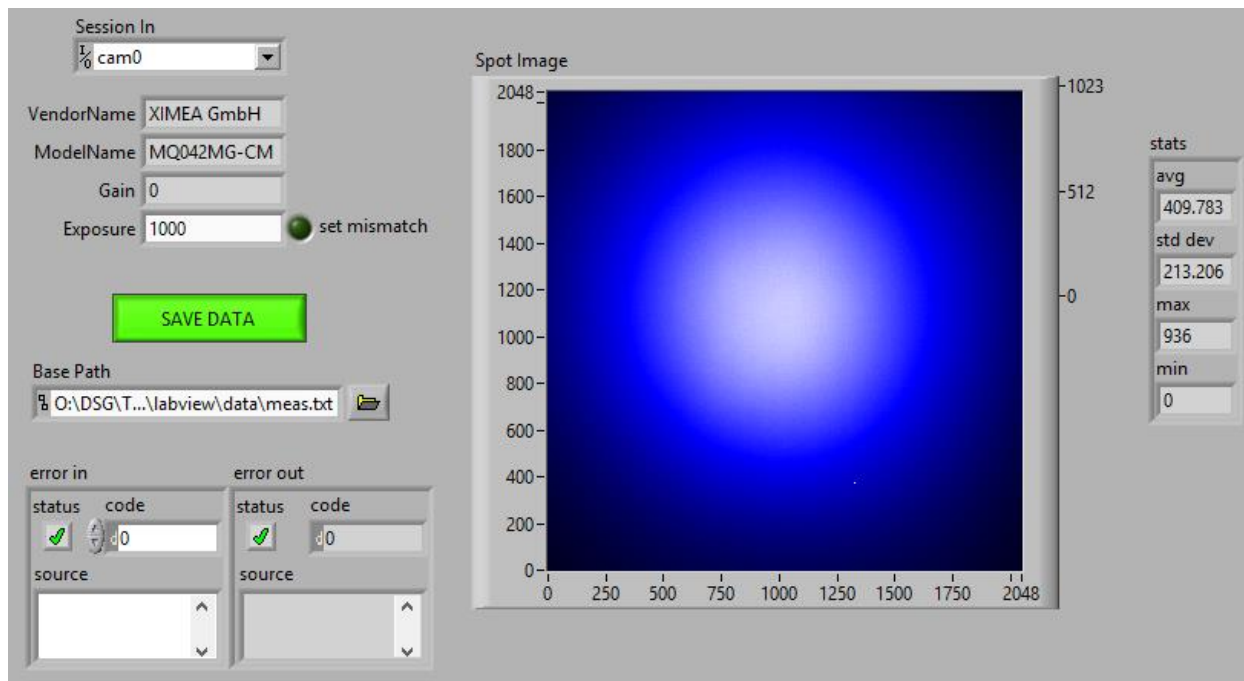 Session In
I/O cam0
VendorName XIMEA GmbH
ModelName MQ042MG-CM
Gain 0
Exposure 1000 set mismatch
SAVE DATA
Base Path
O:\DSG\T...\labview\data\meas.txt
error in
status code
d 0
source
error out
status code
d 0
source
Spot Image
2048
1800
1600
1400
1200
1000
800
600
400
200
0
0 250 500 750 1000 1250 1500 1750 2048
1023
512
0
stats
avg
409.783
std dev
213.206
max
936
min
0